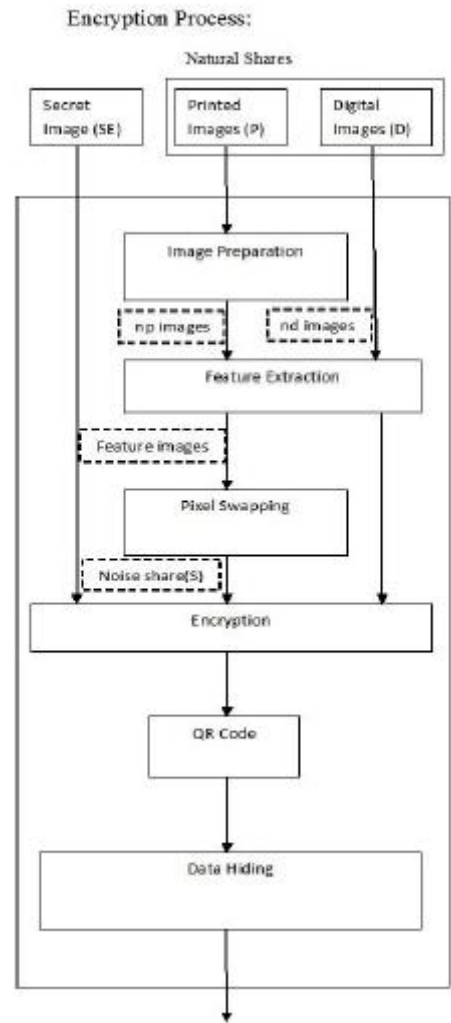 Encryption Process:
Natural Shares
Secret
Image (SE)
Printed
Images (P)
Digital
Images (D)
Image Preparation
np images
nd images
Feature Extraction
Feature images
Pixel Swapping
Noise share(S)
Encryption
QR Code
Data Hiding